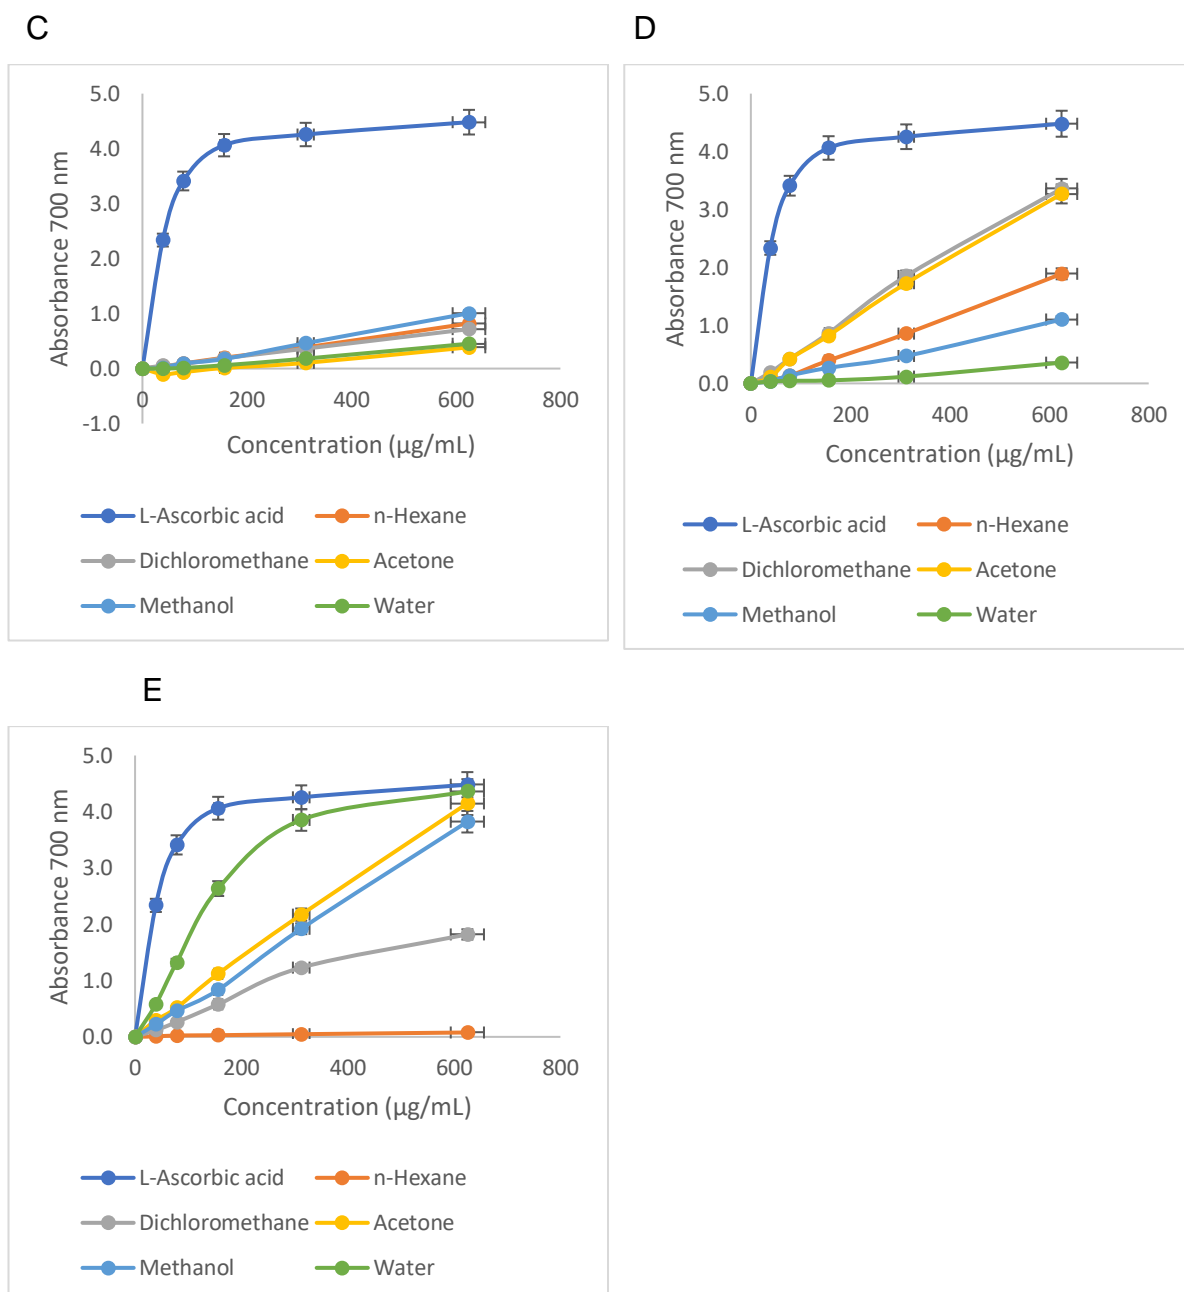 C
5.0
4.0
3.0
2.0
1.0
0.0
-1.0
Absorbance 700 nm
0 200 400 600 800
Concentration (µg/mL)
L-Ascorbic acid n-Hexane
Dichloromethane Acetone
Methanol Water
D
5.0
4.0
3.0
2.0
1.0
0.0
Absorbance 700 nm
0 200 400 600 800
Concentration (µg/mL)
L-Ascorbic acid n-Hexane
Dichloromethane Acetone
Methanol Water
E
5.0
4.0
3.0
2.0
1.0
0.0
Absorbance 700 nm
0 200 400 600 800
Concentration (µg/mL)
L-Ascorbic acid n-Hexane
Dichloromethane Acetone
Methanol Water